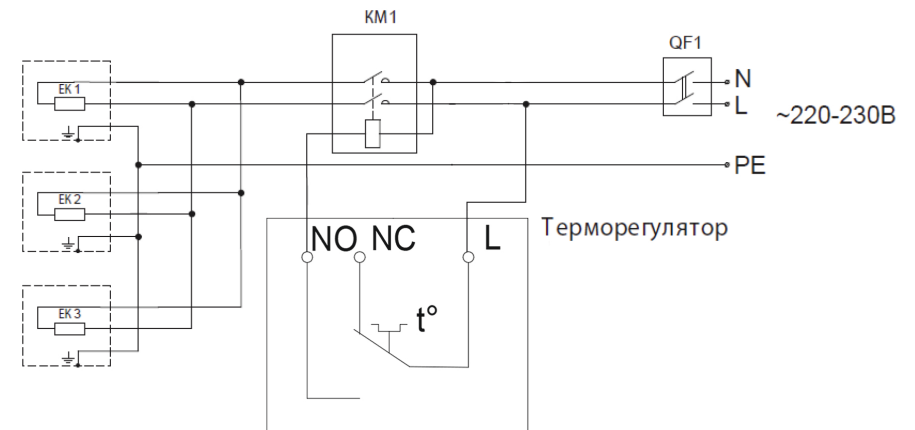 KM1
QF1
EK 1
N
L
~220-230В
PE
EK 2
Терморегулятор
NO NC L
EK 3
t°